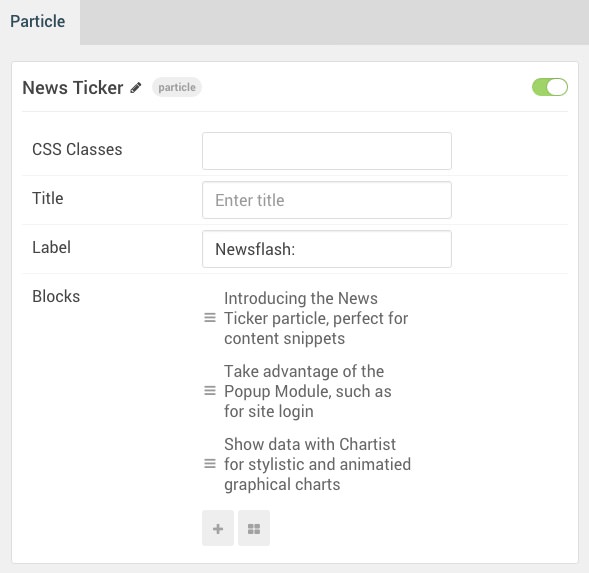 Particle
News Ticker
particle
CSS Classes
Title
Enter title
Label
Newsflash:
Blocks
Introducing the News
Ticker particle, perfect for
content snippets
Take advantage of the
Popup Module, such as
for site login
Show data with Chartist
for stylistic and animatied
graphical charts